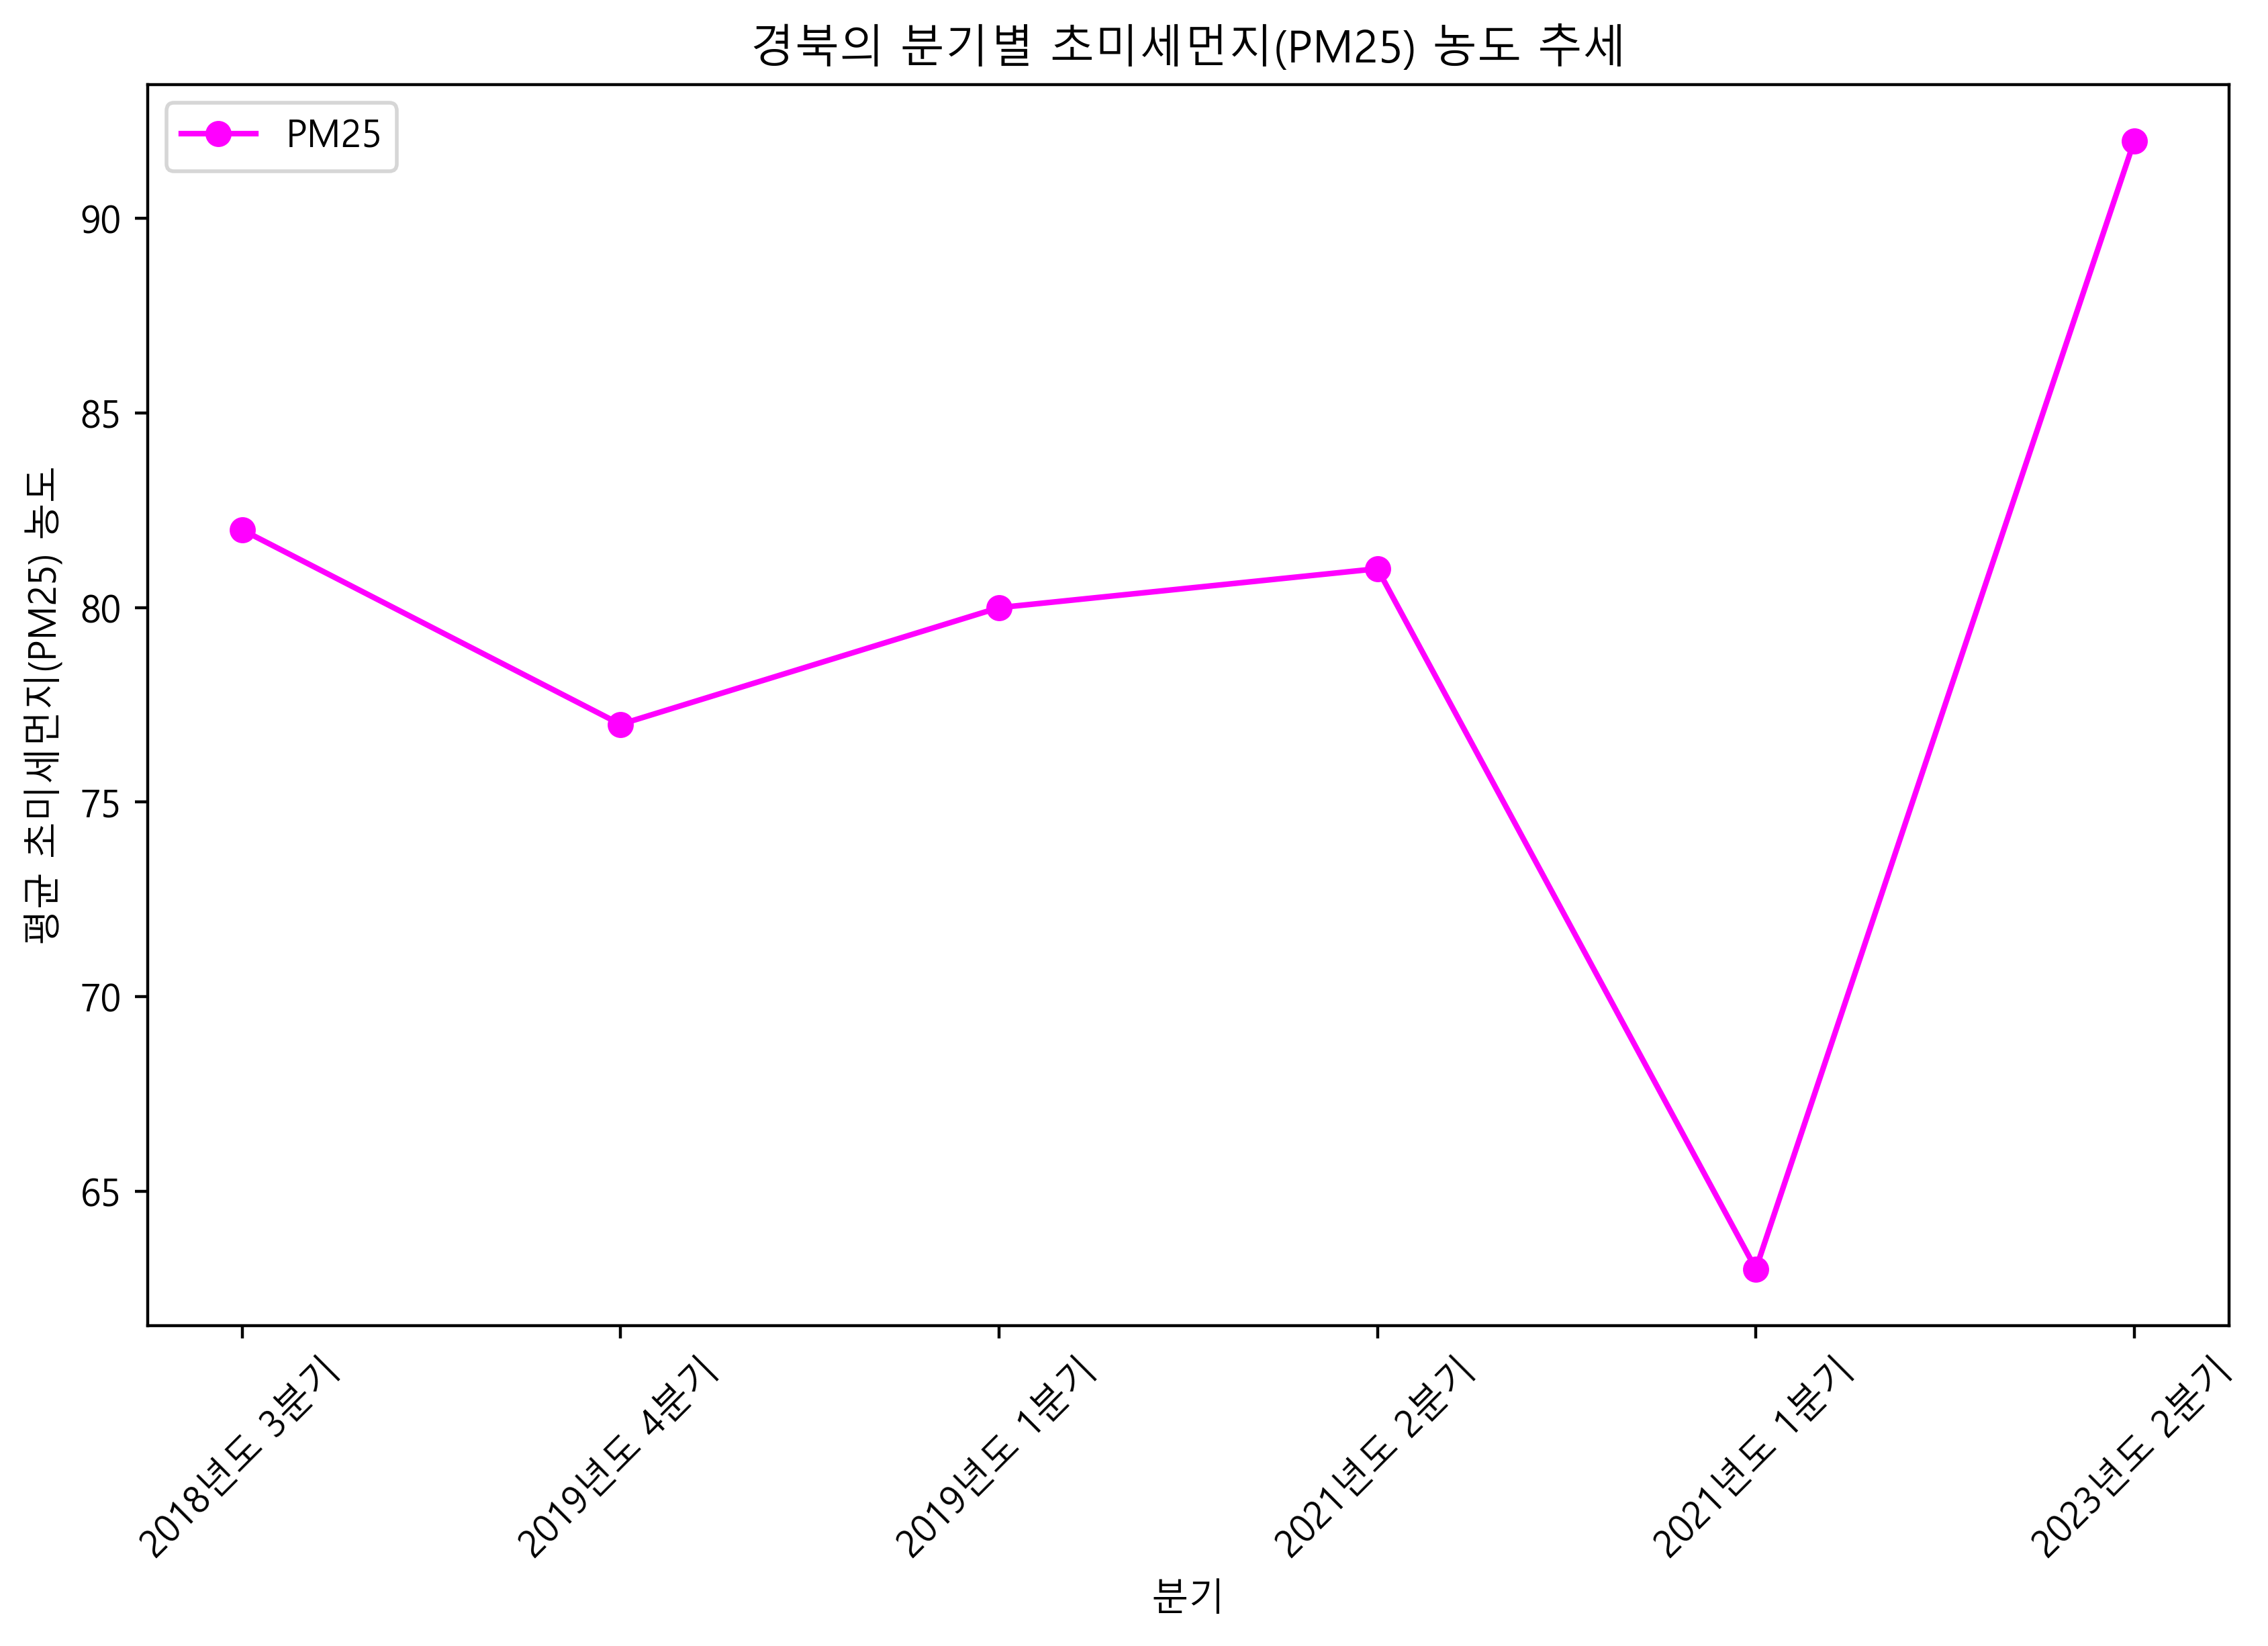 경북의 분기별 초미세먼지(PM25) 농도 추세
PM25
평균 초미세먼지(PM25) 농도
90
85
80
75
70
65
2018년도 3분기
2019년도 4분기
2019년도 1분기
2021년도 2분기
2021년도 1분기
2023년도 2분기
분기